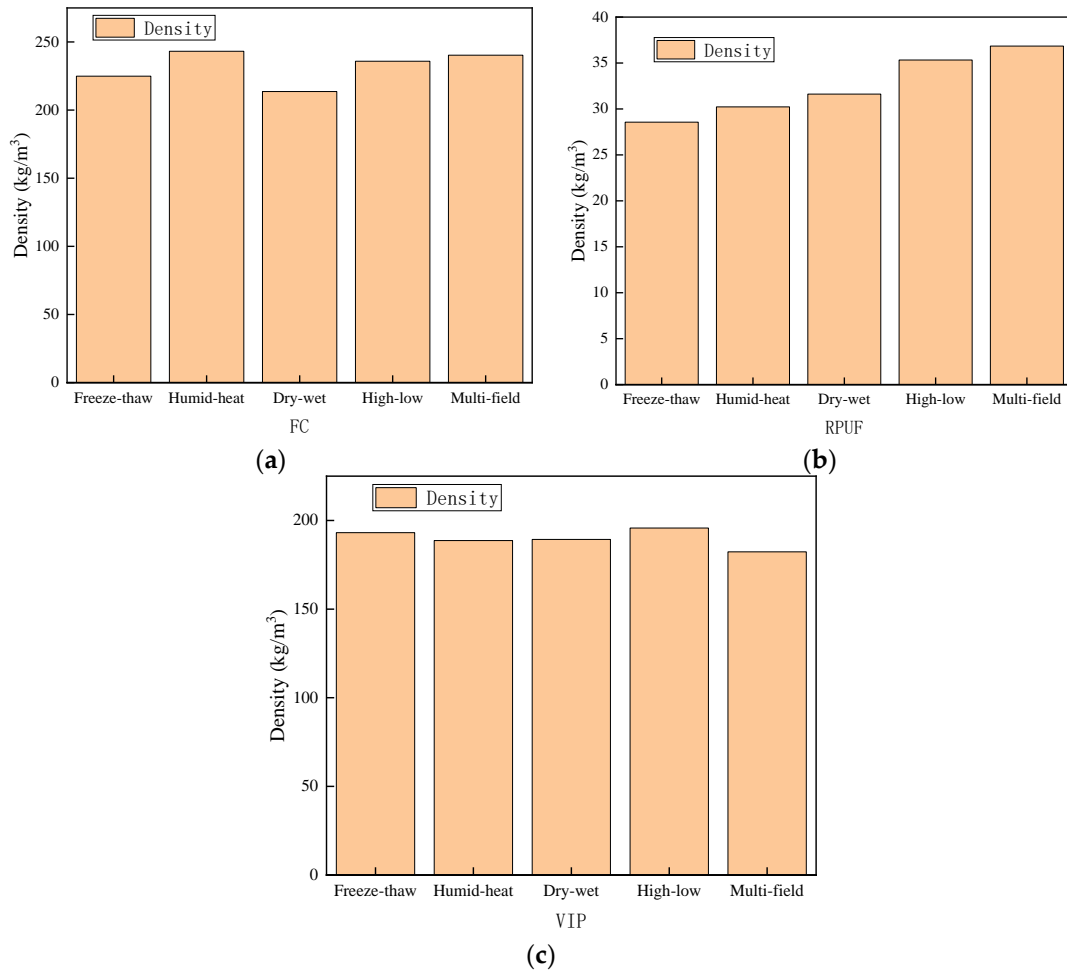 Density
Density (kg/m³)
250
200
150
100
50
0
Freeze-thaw Humid-heat Dry-wet High-low Multi-field
FC
(a)
Density
Density (kg/m³)
40
35
30
25
20
15
10
5
0
Freeze-thaw Humid-heat Dry-wet High-low Multi-field
RPUF
(b)
Density
Density (kg/m³)
200
150
100
50
0
Freeze-thaw Humid-heat Dry-wet High-low Multi-field
VIP
(c)